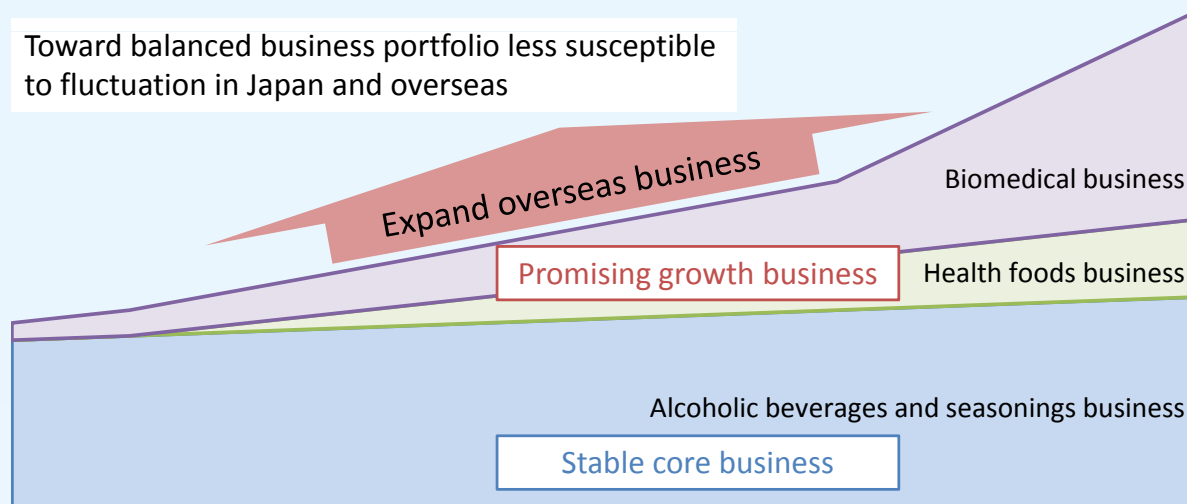 Toward balanced business portfolio less susceptible
to fluctuation in Japan and overseas
Expand overseas business
Biomedical business
Promising growth business
Health foods business
Alcoholic beverages and seasonings business
Stable core business